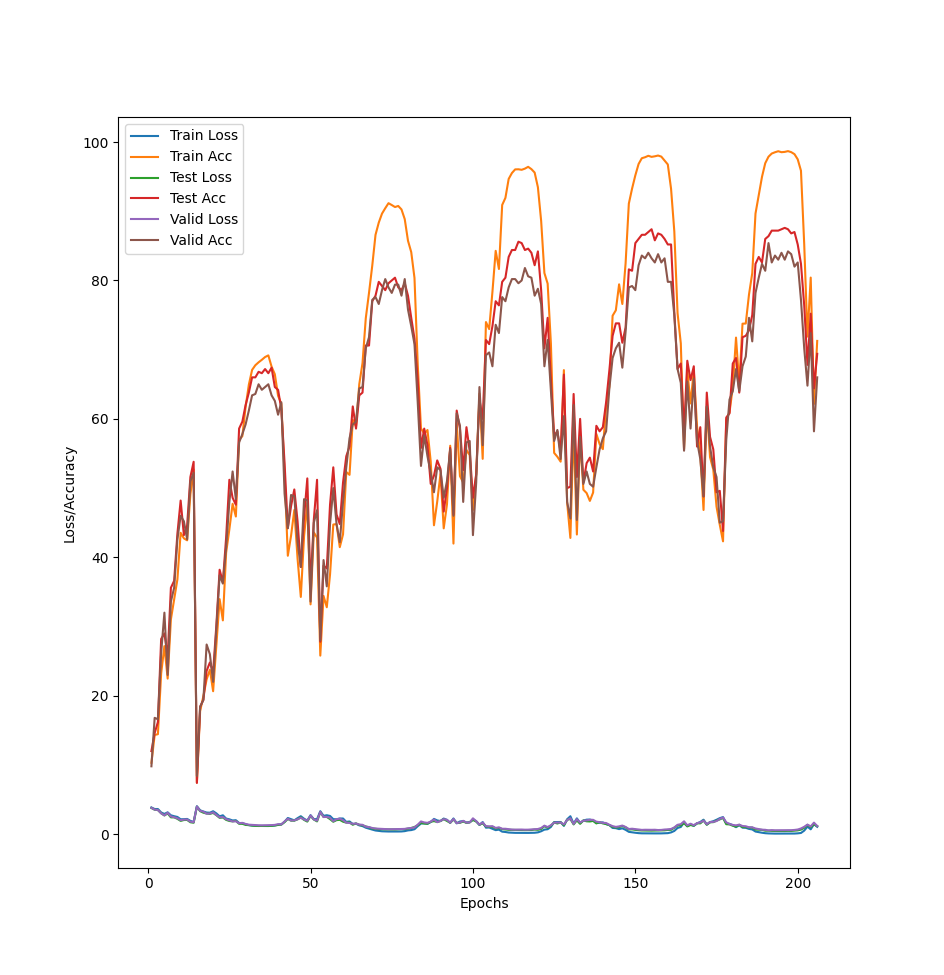 Train Loss
Train Acc
Test Loss
Test Acc
Valid Loss
Valid Acc
100
80
60
40
20
0
Loss/Accuracy
0
50
100
150
200
Epochs